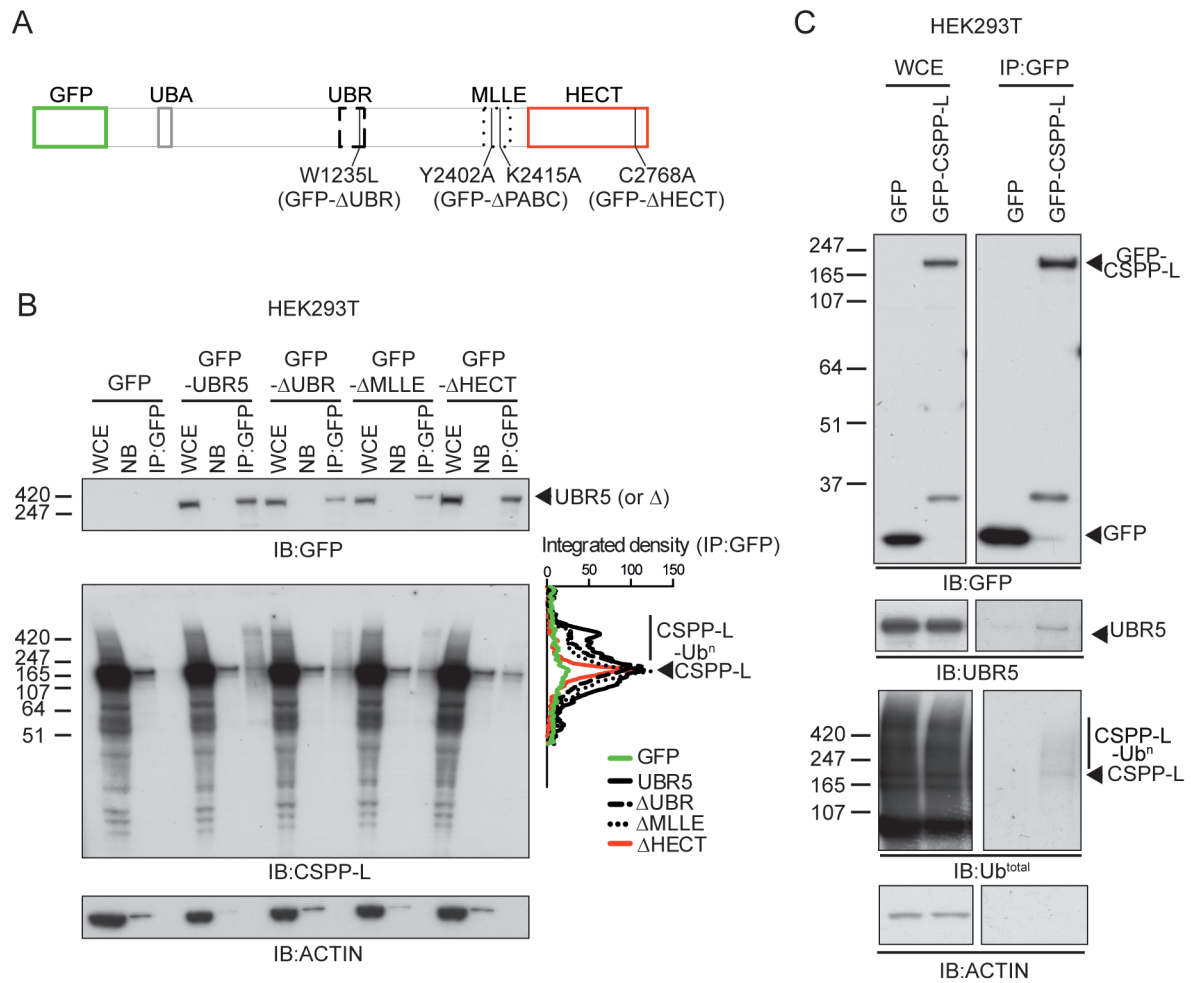 A
GFP UBA UBR MLLE HECT
W1235L Y2402A K2415A C2768A
(GFP-ΔUBR) (GFP-ΔPABC) (GFP-ΔHECT)
B
HEK293T
GFP GFP GFP GFP
GFP -UBR5 -ΔUBR -ΔMLLE -ΔHECT
WCE NB IP:GFP WCE NB IP:GFP WCE NB IP:GFP WCE NB IP:GFP WCE NB IP:GFP
420
247
UBR5 (or Δ)
IB:GFP
Integrated density (IP:GFP)
0 50 100 150
420
247
165
107
64
51
CSPP-L
-Ubⁿ
CSPP-L
GFP
UBR5
ΔUBR
ΔMLLE
ΔHECT
IB:CSPP-L
IB:ACTIN
C
HEK293T
WCE IP:GFP
GFP GFP-CSPP-L GFP GFP-CSPP-L
247
165
107
64
51
37
GFP-
CSPP-L
GFP
IB:GFP
UBR5
IB:UBR5
420
247
165
107
CSPP-L
-Ubⁿ
CSPP-L
IB:Ubᵗᵒᵗᵃˡ
IB:ACTIN